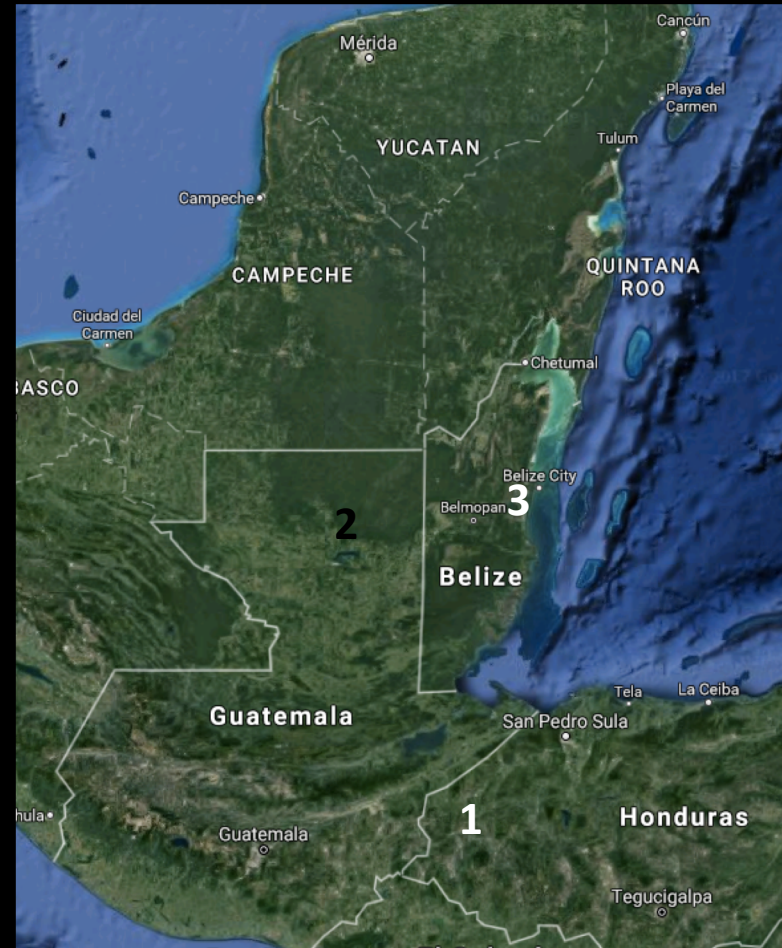 Cancún
Mérida
Playa del
Carmen
Tulum
YUCATAN
Campeche
QUINTANA
ROO
CAMPECHE
Ciudad del
Carmen
Chetumal
BASCO
Belize City
3
Belmopan
2
Belize
Tela
La Ceiba
Guatemala
San Pedro Sula
hula
1
Honduras
Guatemala
Tegucigalpa